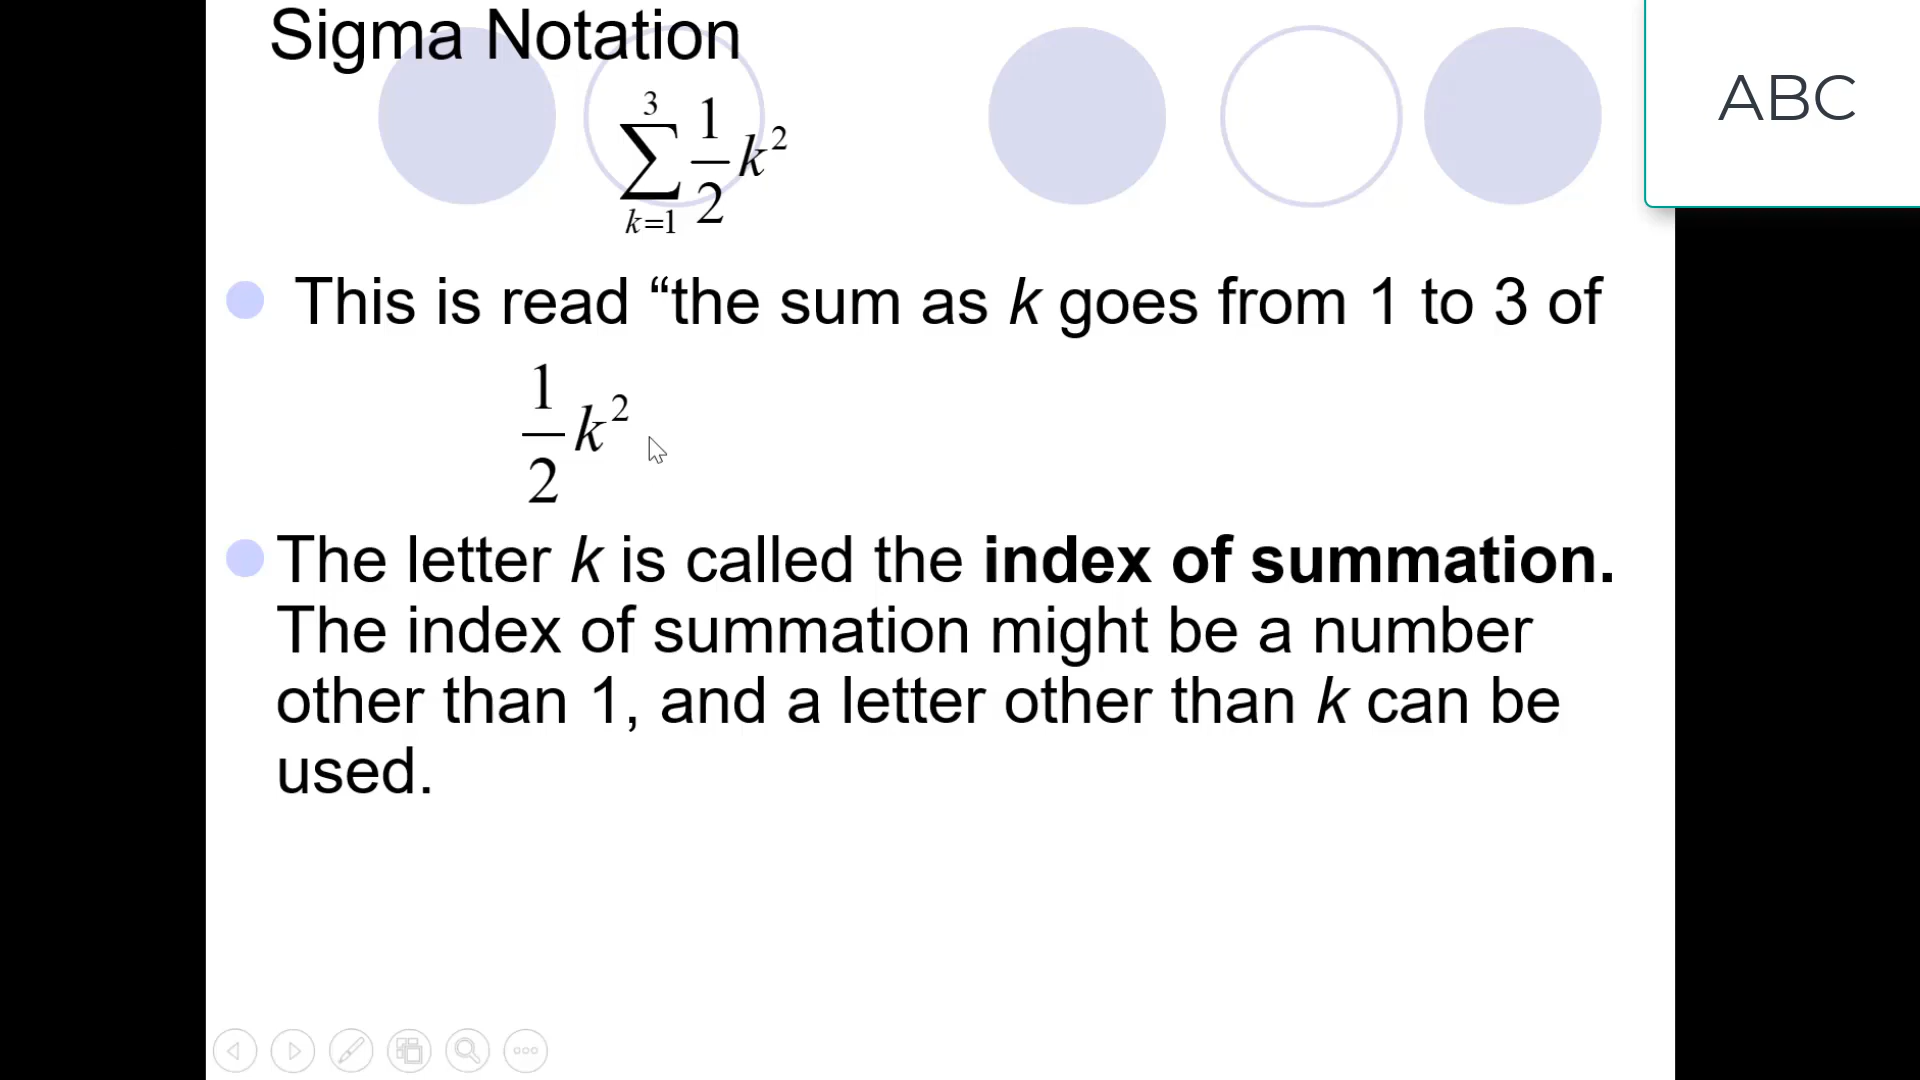 Sigma Notation
ABC
3
∑ 1/2 k²
k=1
This is read “the sum as k goes from 1 to 3 of
1/2 k²
The letter k is called the index of summation.
The index of summation might be a number
other than 1, and a letter other than k can be
used.